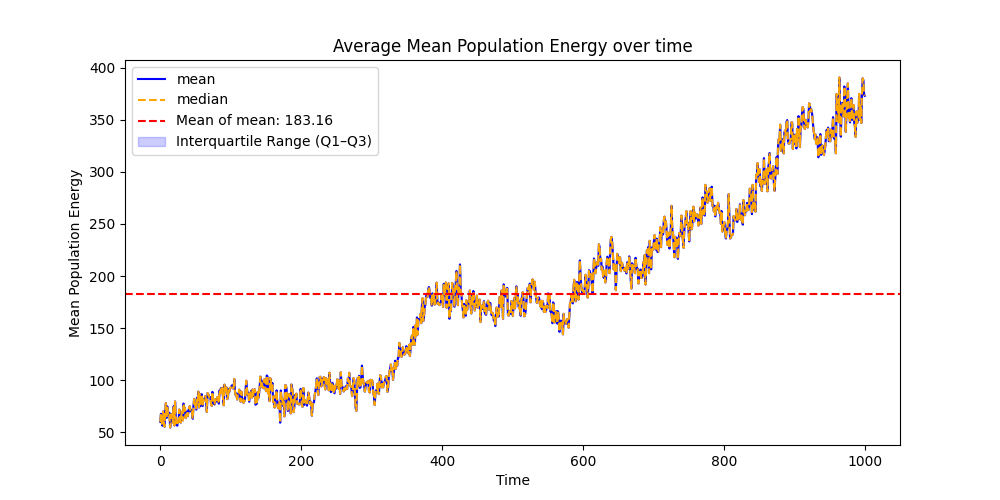 Average Mean Population Energy over time
mean
median
Mean of mean: 183.16
Interquartile Range (Q1–Q3)
Mean Population Energy
400
350
300
250
200
150
100
50
0
200
400
600
800
1000
Time